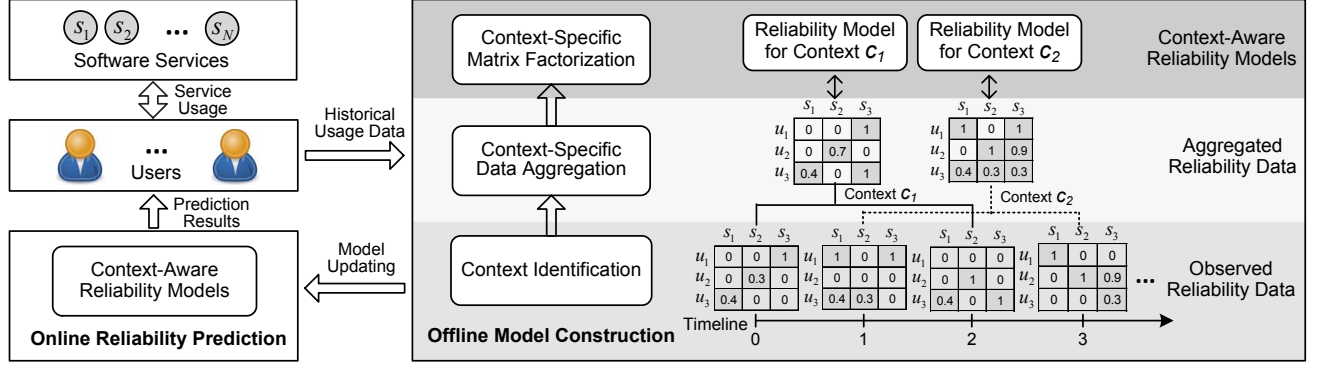 s1 s2 ... sN
Software Services
Service
Usage
...
Users
Prediction
Results
Context-Aware
Reliability Models
Online Reliability Prediction
Historical
Usage Data
Model
Updating
Context-Specific
Matrix Factorization
Context-Specific
Data Aggregation
Context Identification
Offline Model Construction
Reliability Model
for Context C1
Reliability Model
for Context C2
Context-Aware
Reliability Models
s1 s2 s3
u1 0 0 1
u2 0 0.7 0
u3 0.4 0 1
s1 s2 s3
u1 1 0 1
u2 0 1 0.9
u3 0.4 0.3 0.3
Aggregated
Reliability Data
Context C1
Context C2
s1 s2 s3
u1 0 0 1
u2 0 0.3 0
u3 0.4 0 0
s1 s2 s3
u1 1 0 1
u2 0 0 0
u3 0.4 0.3 0
s1 s2 s3
u1 0 0 0
u2 0 1 0
u3 0.4 0 1
s1 s2 s3
u1 1 0 0
u2 0 1 0.9
u3 0 0 0.3
...
Observed
Reliability Data
Timeline
0 1 2 3